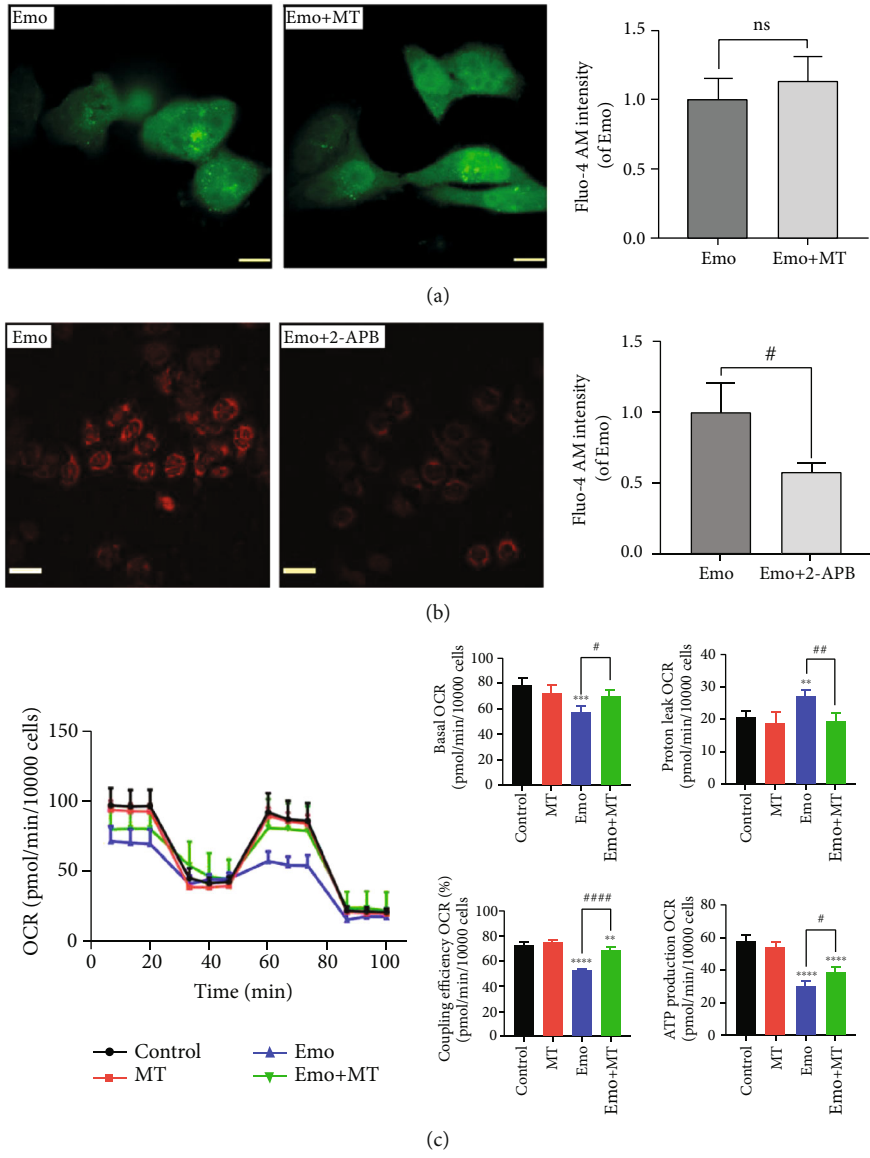 Emo
Emo+MT
Fluo-4 AM intensity
(of Emo)
1.5
1.0
0.5
0.0
ns
Emo
Emo+MT
(a)
Emo
Emo+2-APB
Fluo-4 AM intensity
(of Emo)
1.5
1.0
0.5
0.0
#
Emo
Emo+2-APB
(b)
OCR (pmol/min/10000 cells)
150
100
50
0
0
20
40
60
80
100
Time (min)
Control
MT
Emo
Emo+MT
Basal OCR
(pmol/min/10000 cells)
100
80
60
40
20
0
***
#
Control
MT
Emo
Emo+MT
Proton leak OCR
(pmol/min/10000 cells)
40
30
20
10
0
**
##
Control
MT
Emo
Emo+MT
Coupling efficiency OCR (%)
(pmol/min/10000 cells)
100
80
60
40
20
0
****
####
**
Control
MT
Emo
Emo+MT
ATP production OCR
(pmol/min/10000 cells)
80
60
40
20
0
****
#
****
Control
MT
Emo
Emo+MT
(c)